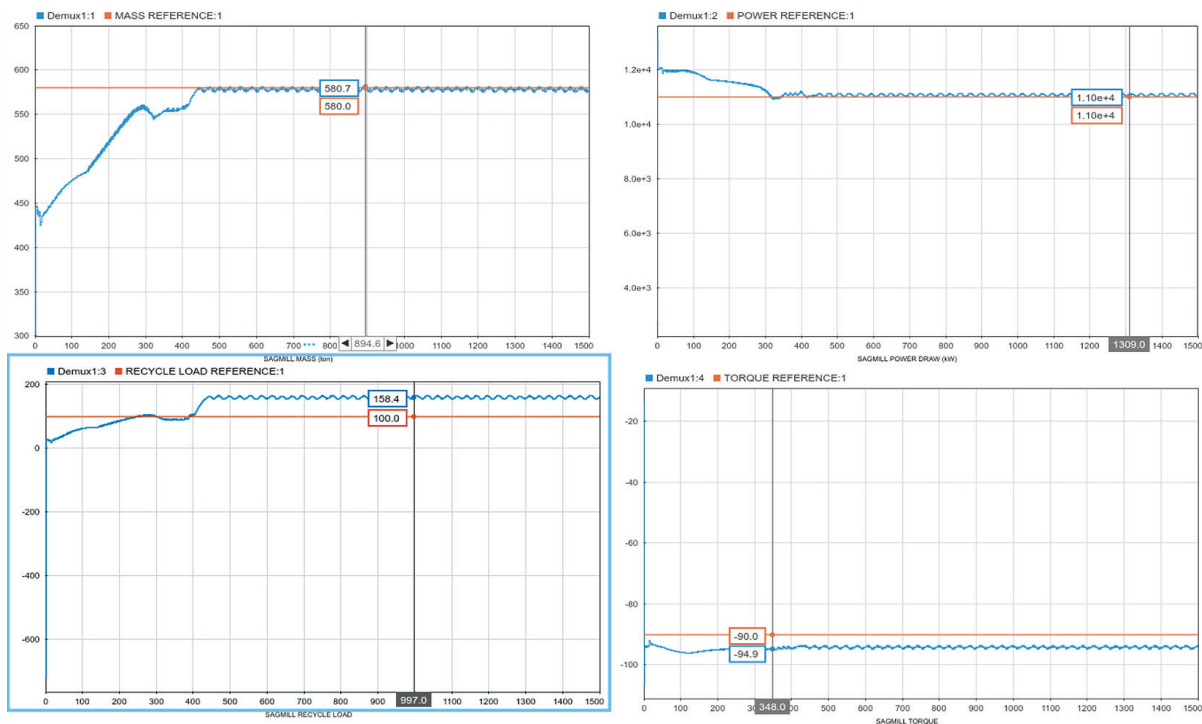 Demux1:1 MASS REFERENCE:1
650
600
550
500
450
400
350
300
580.7
580.0
0 100 200 300 400 500 600 700 800 900 1000 1100 1200 1300 1400 1500
... ◀ 894.6 ▶
SAGMILL MASS (ton)
Demux1:2 POWER REFERENCE:1
1.2e+4
1.0e+4
8.0e+3
6.0e+3
4.0e+3
1.10e+4
1.10e+4
0 100 200 300 400 500 600 700 800 900 1000 1100 1200 1309.0 1400 1500
SAGMILL POWER DRAW (kW)
Demux1:3 RECYCLE LOAD REFERENCE:1
200
0
-200
-400
-600
158.4
100.0
0 100 200 300 400 500 600 700 800 900 997.0 1100 1200 1300 1400 1500
SAGMILL RECYCLE LOAD
Demux1:4 TORQUE REFERENCE:1
-20
-40
-60
-80
-100
-90.0
-94.9
0 100 200 348.0 400 500 600 700 800 900 1000 1100 1200 1300 1400 1500
SAGMILL TORQUE